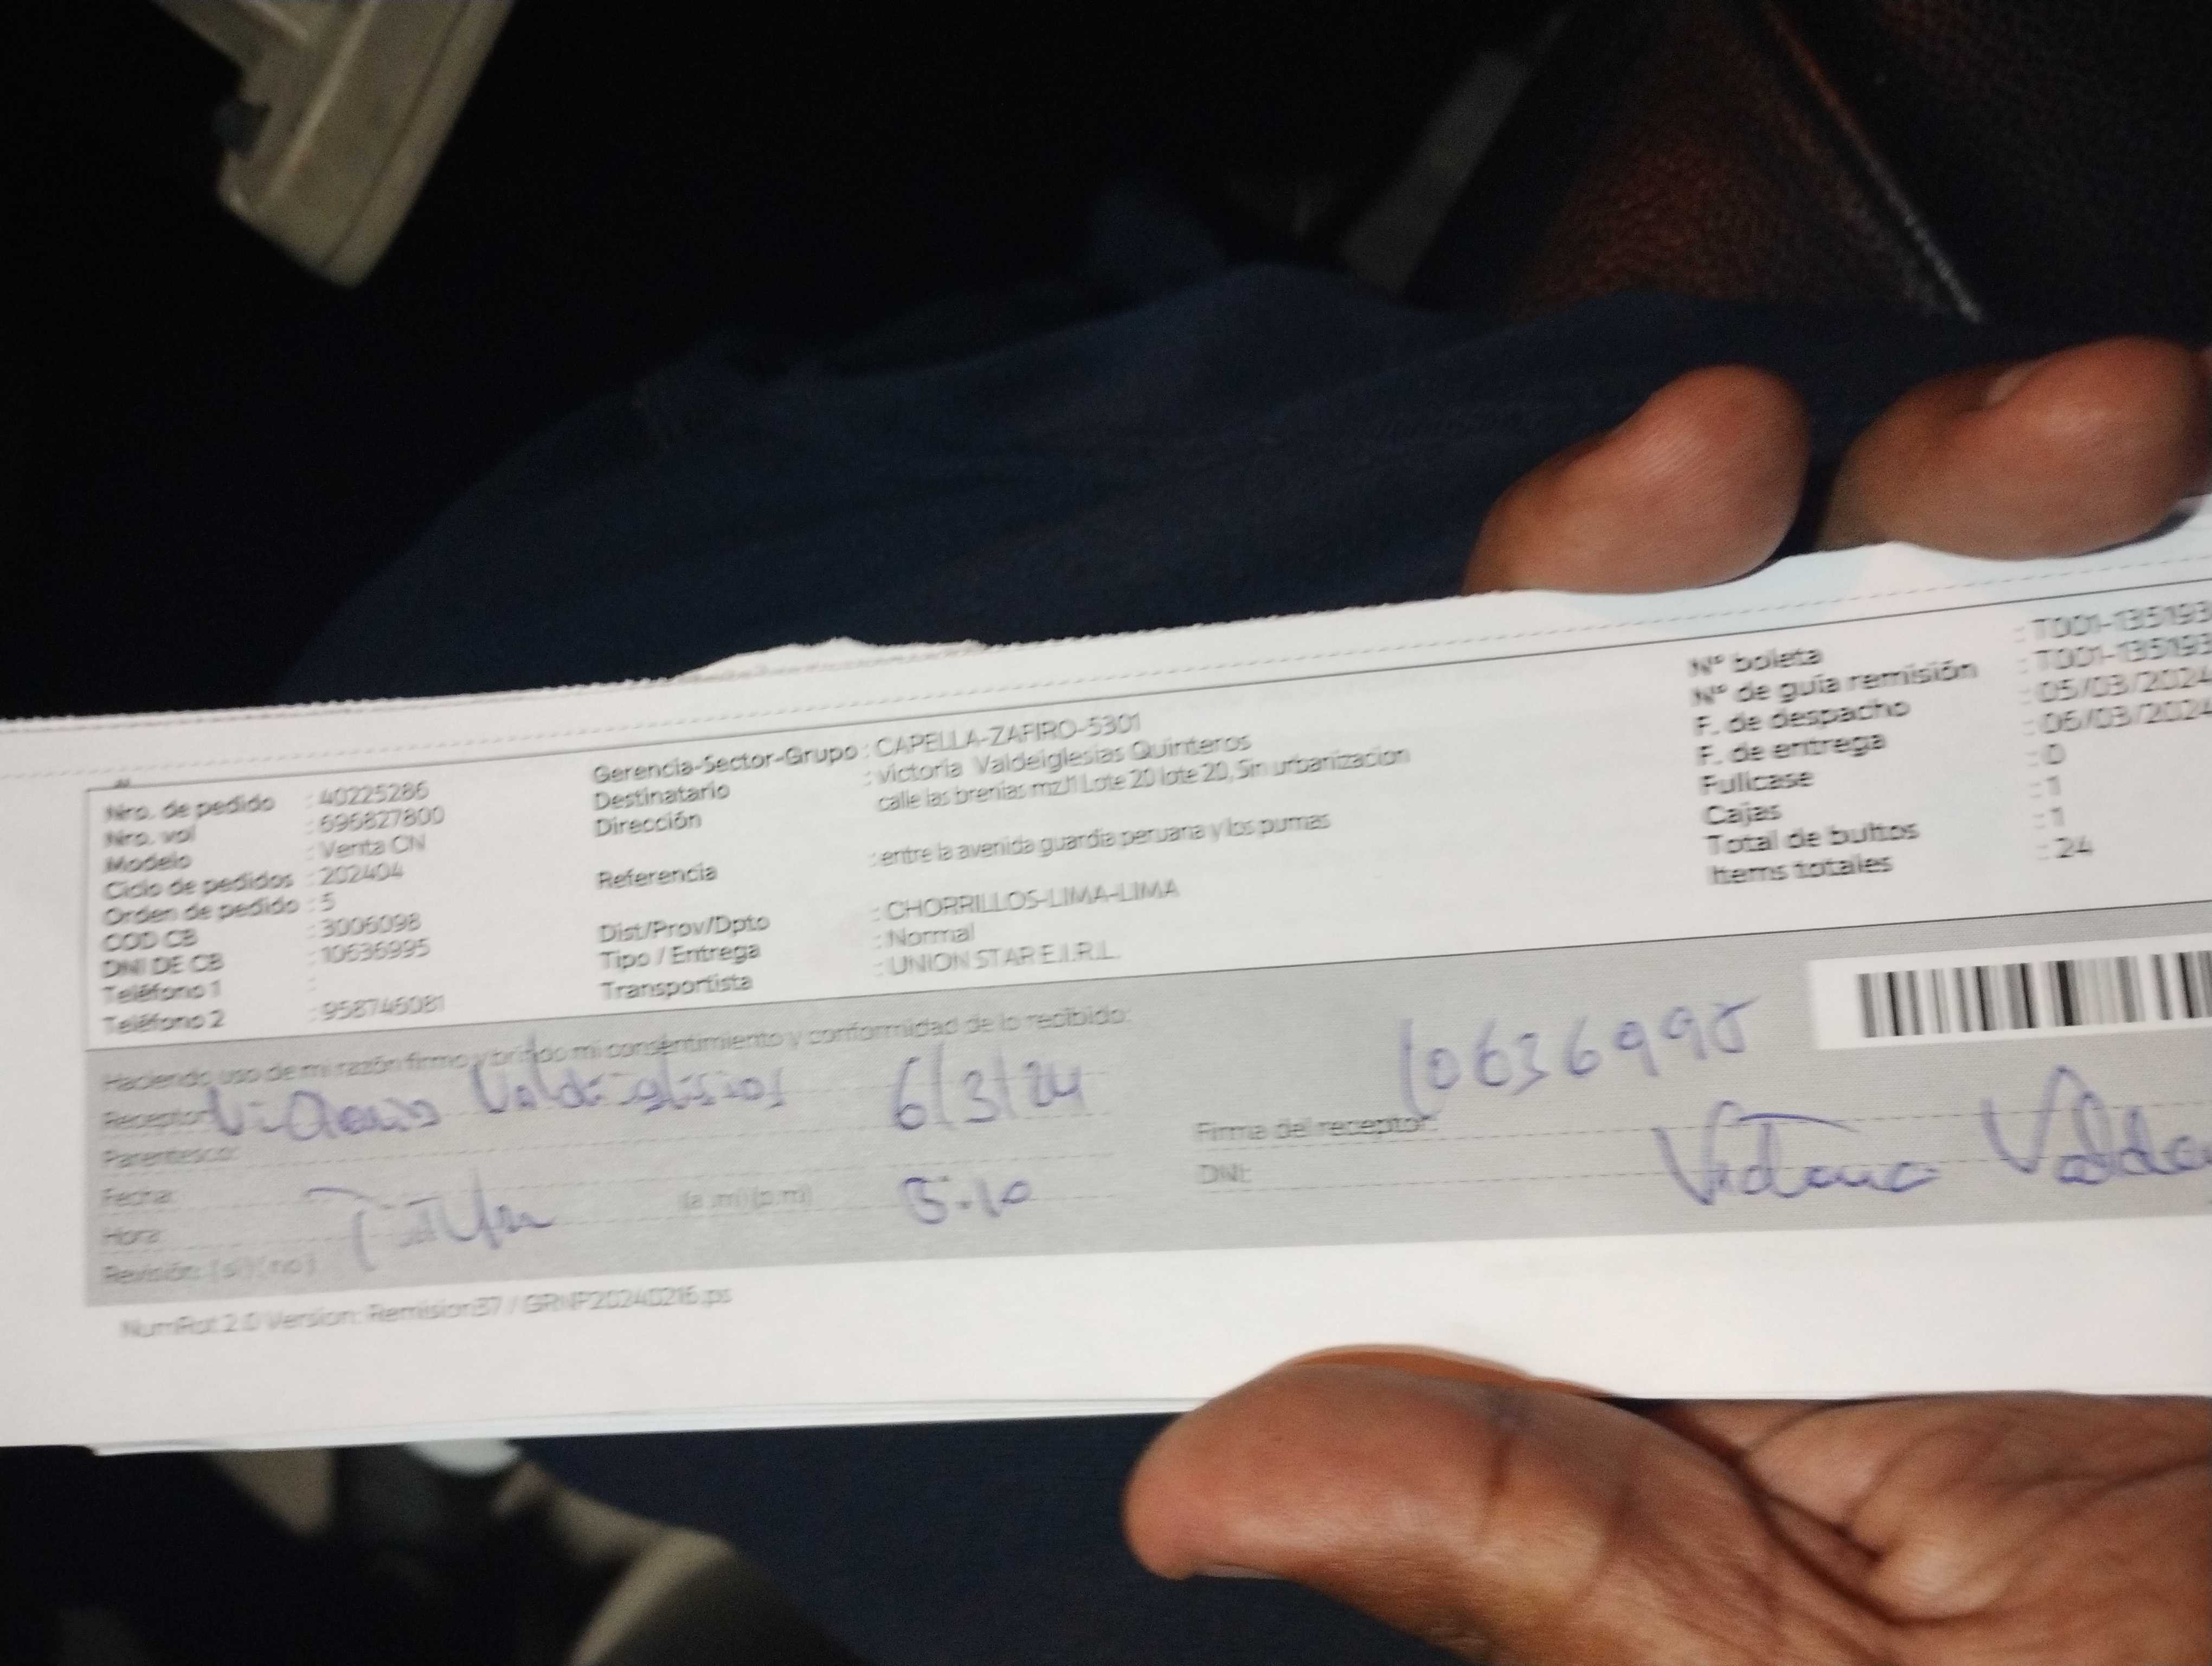 Nro. de pedido : 40225286
Nro. vol : 696827800
Modelo : Venta CN
Ciclo de pedidos : 202404
Orden de pedido : 5
COD CB : 3006098
DNI DE CB : 10636995
Teléfono 1 :
Teléfono 2 : 958746081
Gerencia-Sector-Grupo : CAPELLA-ZAFIRO-5301
Destinatario : victoria Valdeiglesias Quinteros
Dirección calle las brenias mzJ1 Lote 20 lote 20, Sin urbanizacion
Referencia : entre la avenida guardia peruana y los pumas
Dist/Prov/Dpto : CHORRILLOS-LIMA-LIMA
Tipo / Entrega : Normal
Transportista : UNION STAR E.I.R.L.
N° boleta : T001-135193
N° de guía remisión : T001-135193
F. de despacho : 05/03/2024
F. de entrega : 06/03/2024
Fullcase : 0
Cajas : 1
Total de bultos : 1
Items totales : 24
Haciendo uso de mi razón firmo y brindo mi consentimiento y conformidad de lo recibido:
Receptor: Victoria Valdeiglesias 6/3/24
Parentesco:
Fecha:
Hora: (a.m) (p.m) 5:10
Revisión: (si) (no)
10636995
Firma del receptor:
DNI: Victoria
NumRot 2.0 Version: Remision37 / GRNP20240216.ps